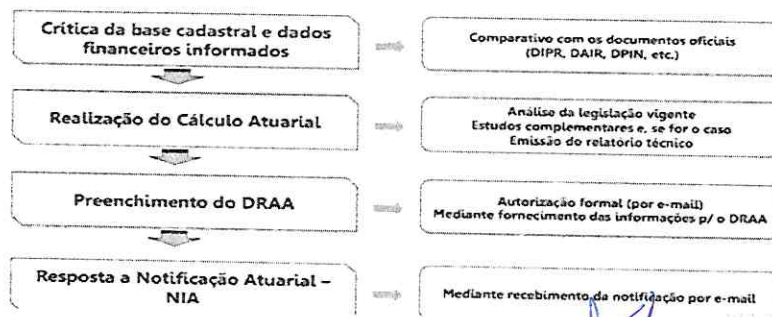 Crítica da base cadastral e dados
financeiros informados
Comparativo com os documentos oficiais
(DIPR, DAIR, DPIN, etc.)
Realização do Cálculo Atuarial
Análise da legislação vigente
Estudos complementares e, se for o caso
Emissão do relatório técnico
Preenchimento do DRAA
Autorização formal (por e-mail)
Mediante fornecimento das informações p/ o DRAA
Resposta a Notificação Atuarial –
NIA
Mediante recebimento da notificação por e-mail